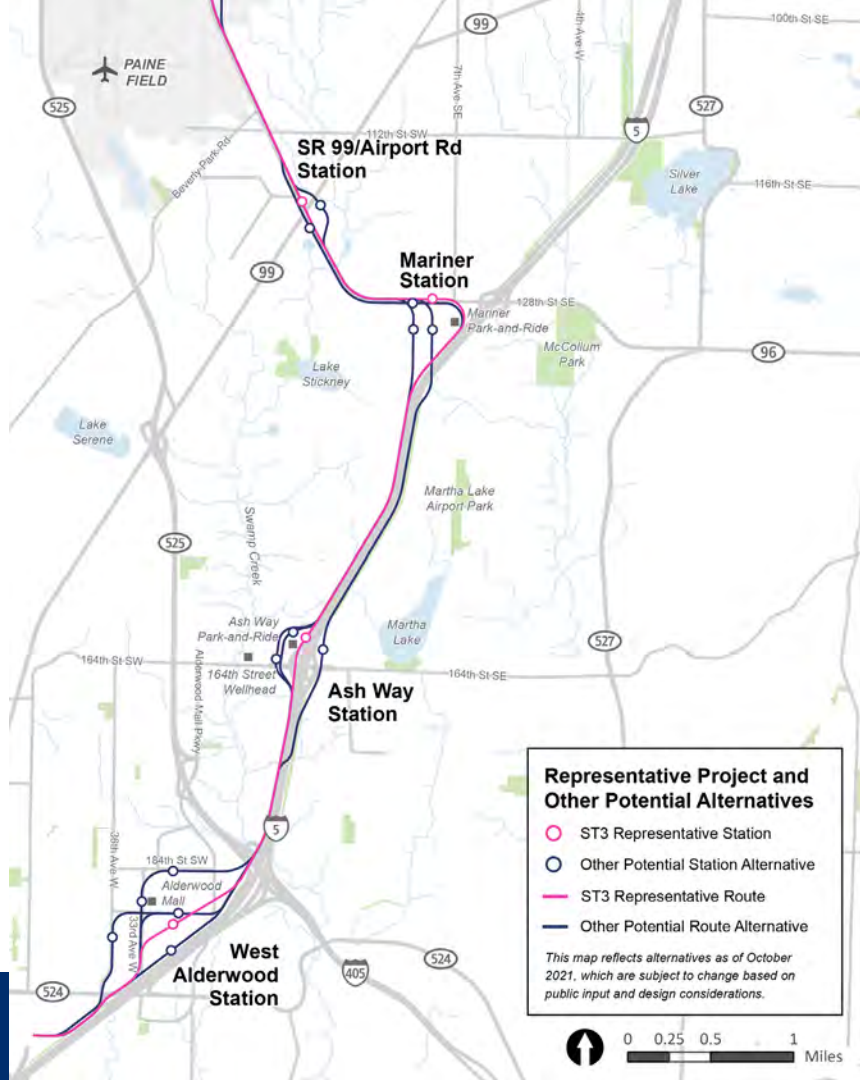 99
4th Ave W
100th St SE
PAINE
FIELD
525
7th Ave SE
527
5
112th St SW
SR 99/Airport Rd
Station
Beverly-Park-Rd
Silver
Lake
116th St SE
Mariner
Station
99
128th St SE
Mariner
Park-and-Ride
McCollum
Park
96
Lake
Stickney
Lake
Serene
Martha Lake
Airport Park
Swamp Creek
525
Ash Way
Park-and-Ride
Martha
Lake
527
164th St SW
164th Street
Wellhead
164th St SE
Alderwood Mall Pkwy
Ash Way
Station
5
36th Ave W
184th St SW
Alderwood
Mall
33rd Ave W
West
Alderwood
Station
524
405
524
Representative Project and
Other Potential Alternatives
ST3 Representative Station
Other Potential Station Alternative
ST3 Representative Route
Other Potential Route Alternative
This map reflects alternatives as of October
2021, which are subject to change based on
public input and design considerations.
0 0.25 0.5 1
Miles